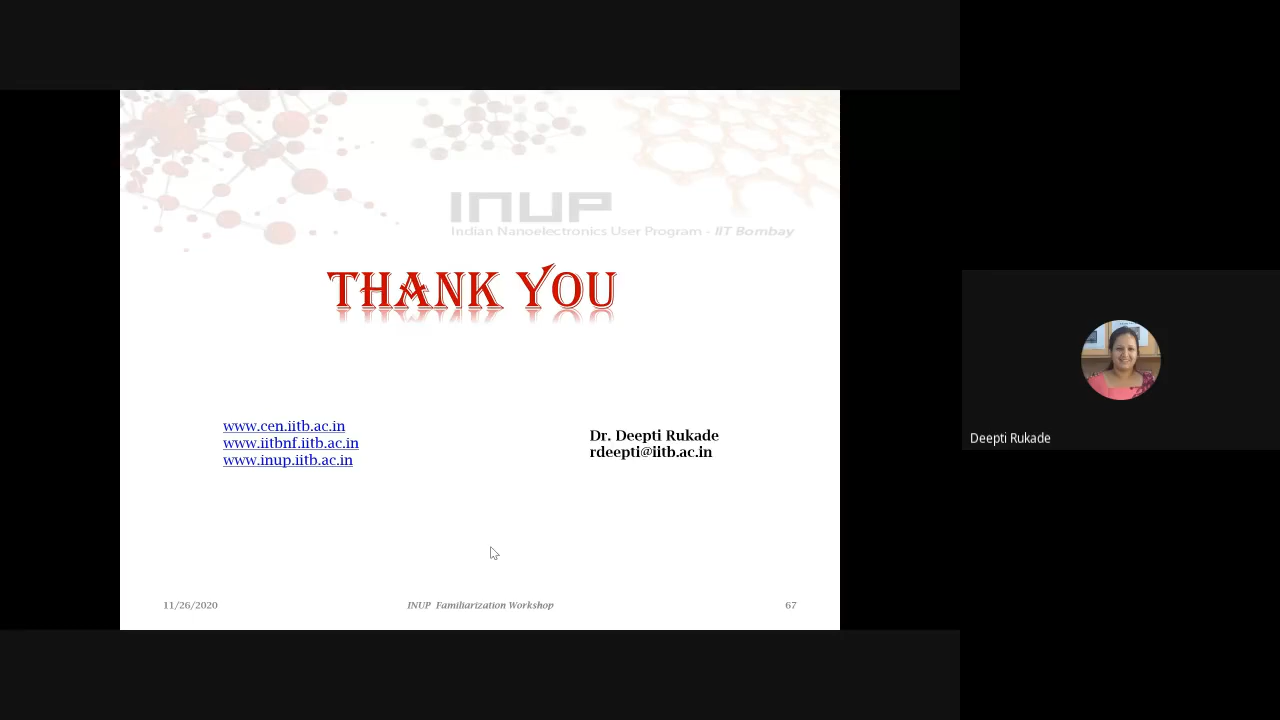 INUP
Indian Nanoelectronics User Program - IIT Bombay
THANK YOU
www.cen.iitb.ac.in
www.iitbnf.iitb.ac.in
www.inup.iitb.ac.in
Dr. Deepti Rukade
rdeepti@iitb.ac.in
Deepti Rukade
11/26/2020
INUP Familiarization Workshop
67